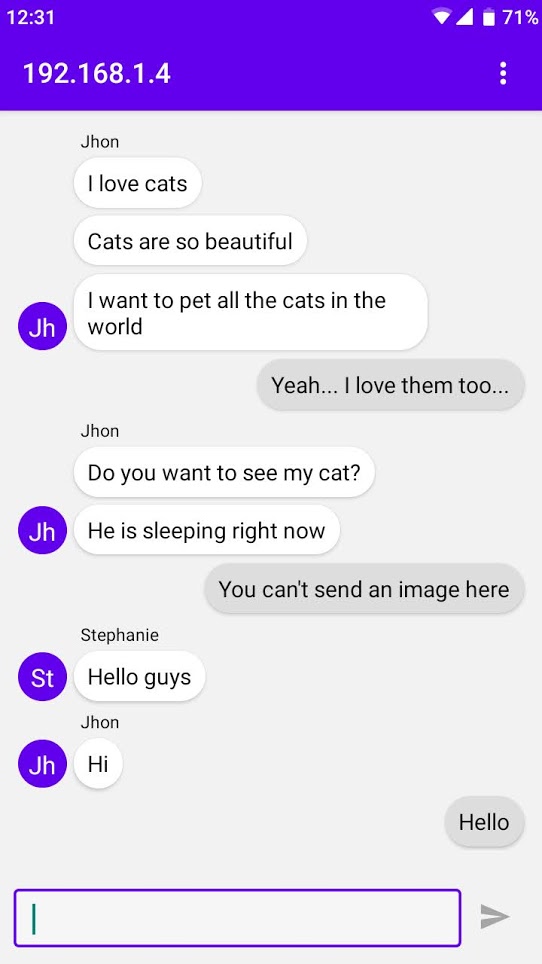 12:31
71%
192.168.1.4
Jhon
I love cats
Cats are so beautiful
I want to pet all the cats in the
world
Jh
Yeah... I love them too...
Jhon
Do you want to see my cat?
He is sleeping right now
Jh
You can't send an image here
Stephanie
St
Hello guys
Jhon
Jh
Hi
Hello